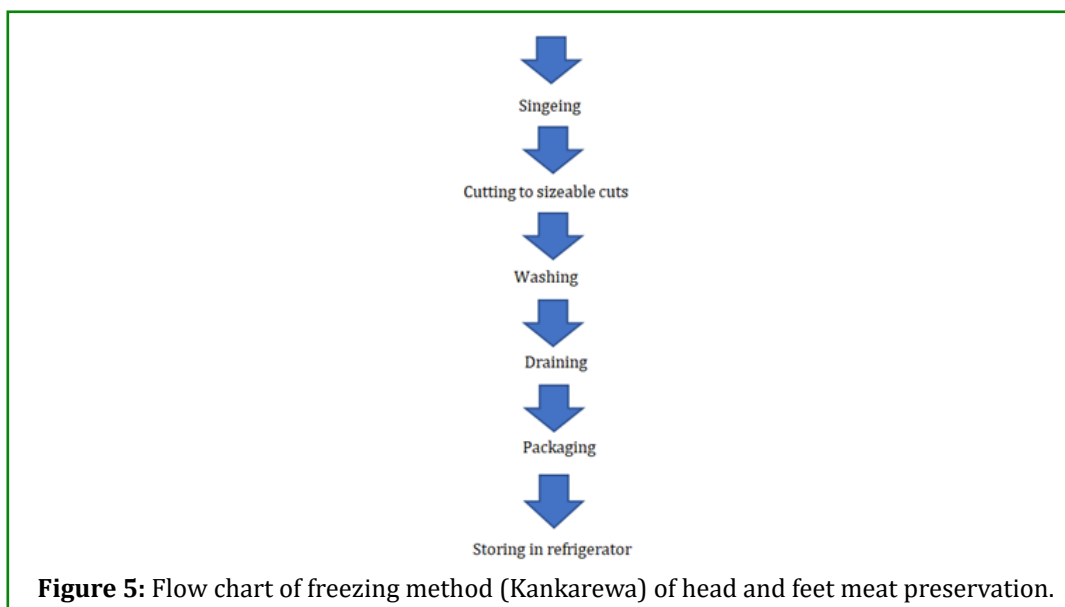 Singeing
Cutting to sizeable cuts
Washing
Draining
Packaging
Storing in refrigerator
Figure 5: Flow chart of freezing method (Kankarewa) of head and feet meat preservation.